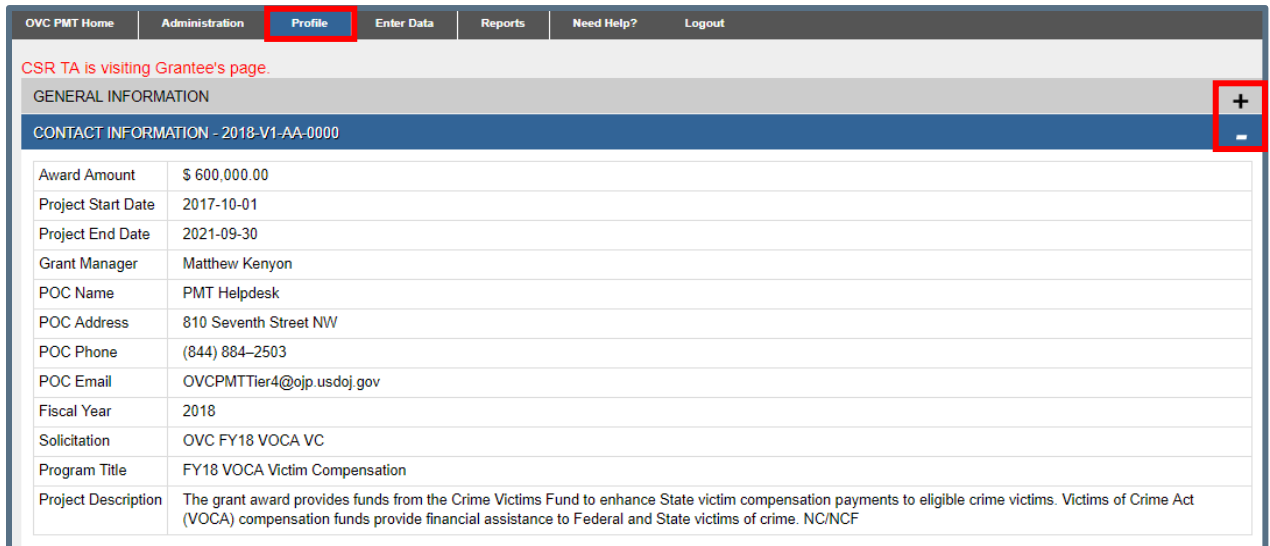 OVC PMT Home Administration Profile Enter Data Reports Need Help? Logout
CSR TA is visiting Grantee's page.
GENERAL INFORMATION +
CONTACT INFORMATION - 2018-V1-AA-0000 -
Award Amount $ 600,000.00
Project Start Date 2017-10-01
Project End Date 2021-09-30
Grant Manager Matthew Kenyon
POC Name PMT Helpdesk
POC Address 810 Seventh Street NW
POC Phone (844) 884–2503
POC Email OVCPMTTier4@ojp.usdoj.gov
Fiscal Year 2018
Solicitation OVC FY18 VOCA VC
Program Title FY18 VOCA Victim Compensation
Project Description The grant award provides funds from the Crime Victims Fund to enhance State victim compensation payments to eligible crime victims. Victims of Crime Act
(VOCA) compensation funds provide financial assistance to Federal and State victims of crime. NC/NCF